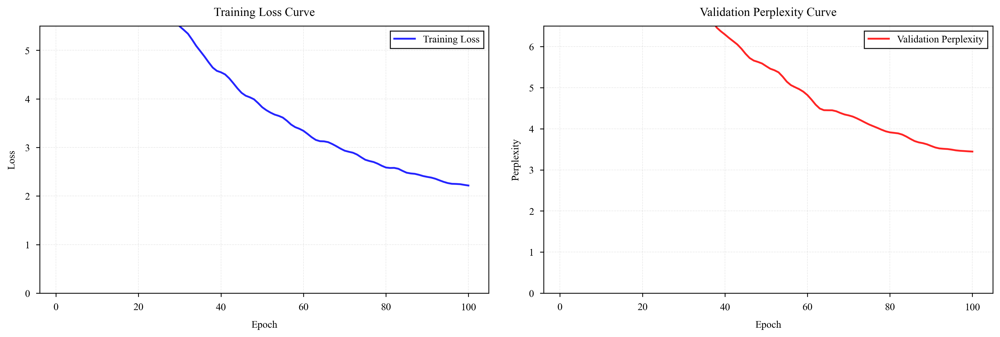 Training Loss Curve
Training Loss
5
4
3
2
1
0
Loss
0 20 40 60 80 100
Epoch
Validation Perplexity Curve
Validation Perplexity
6
5
4
3
2
1
0
Perplexity
0 20 40 60 80 100
Epoch